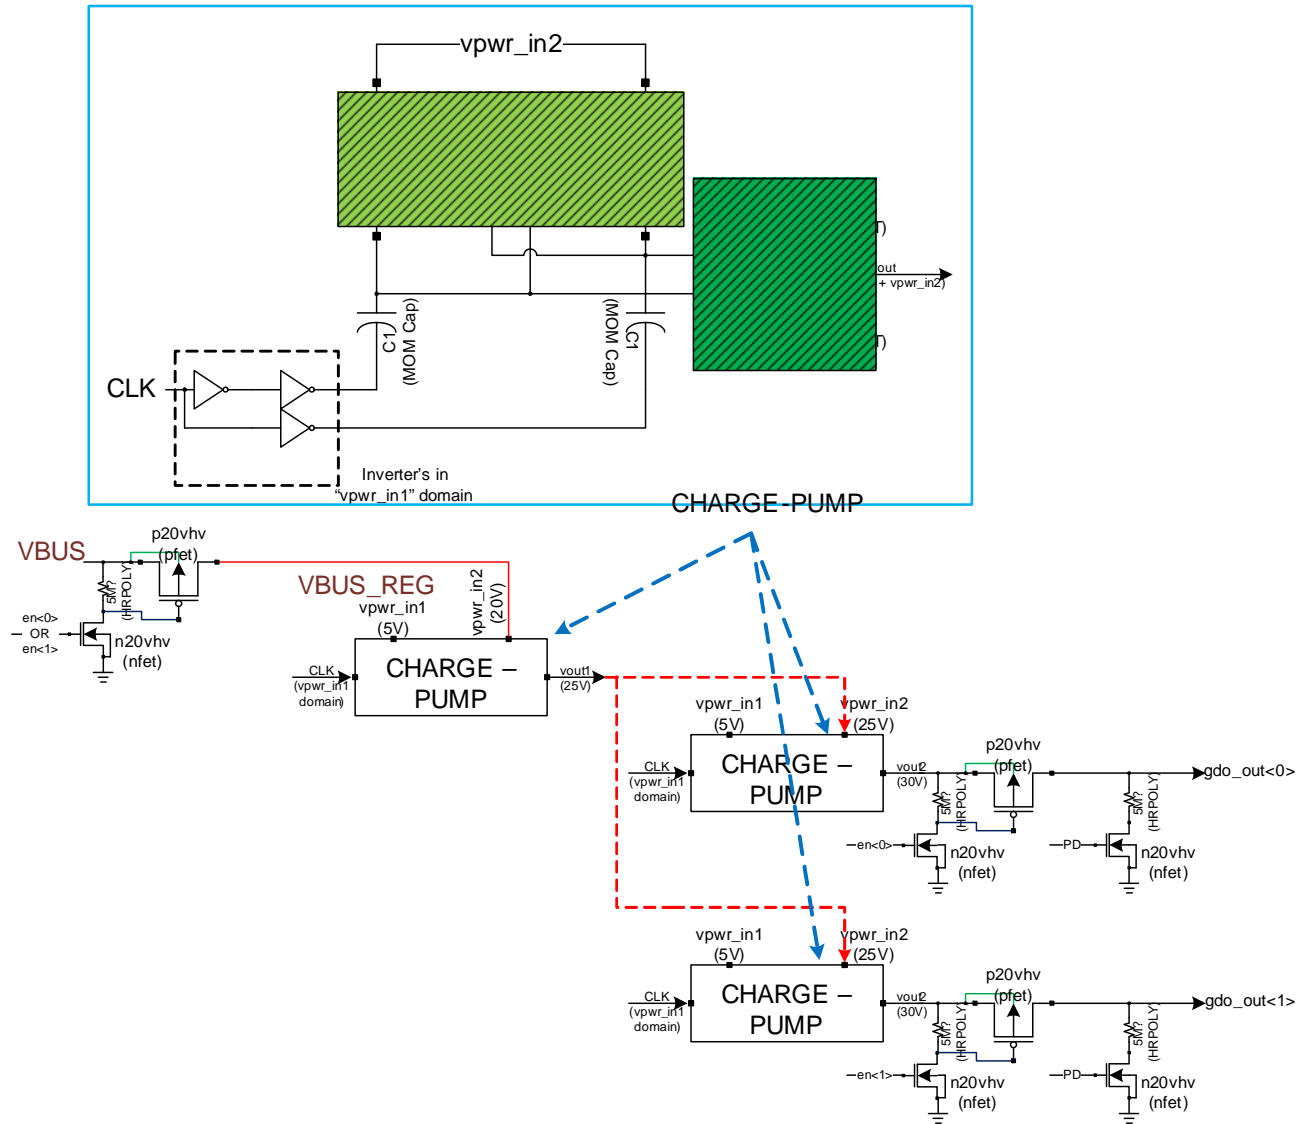 vpwr_in2
out
+ vpwr_in2)
C1
(MOM Cap)
C1
(MOM Cap)
CLK
Inverter's in
"vpwr_in1" domain
CHARGE-PUMP
p20vhv
(pfet)
VBUS
5M?
(HRPOLY)
en<0>
OR
en<1>
n20vhv
(nfet)
VBUS_REG
vpwr_in1
(5V)
vpwr_in2
(20V)
CLK
(vpwr_in1
domain)
CHARGE –
PUMP
vout1
(25V)
vpwr_in1
(5V)
vpwr_in2
(25V)
CLK
(vpwr_in1
domain)
CHARGE –
PUMP
vout2
(30V)
p20vhv
(pfet)
gdo_out<0>
5M?
(HRPOLY)
5M?
(HRPOLY)
en<0>
n20vhv
(nfet)
PD
n20vhv
(nfet)
vpwr_in1
(5V)
vpwr_in2
(25V)
CLK
(vpwr_in1
domain)
CHARGE –
PUMP
vout2
(30V)
p20vhv
(pfet)
gdo_out<1>
5M?
(HRPOLY)
5M?
(HRPOLY)
en<1>
n20vhv
(nfet)
PD
n20vhv
(nfet)